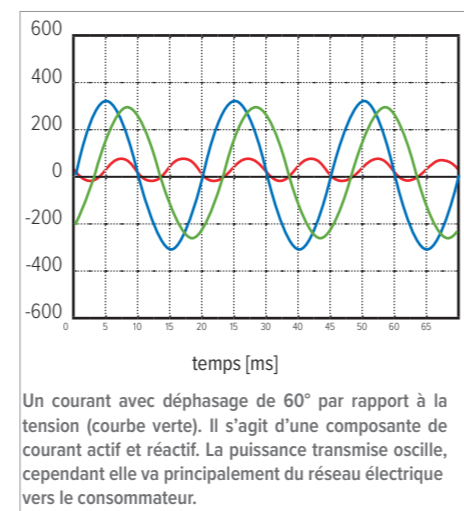 600
400
200
0
-200
-400
-600
0 5 10 15 20 15 30 40 45 50 60 65
temps [ms]
Un courant avec déphasage de 60° par rapport à la
tension (courbe verte). Il s’agit d’une composante de
courant actif et réactif. La puissance transmise oscille,
cependant elle va principalement du réseau électrique
vers le consommateur.